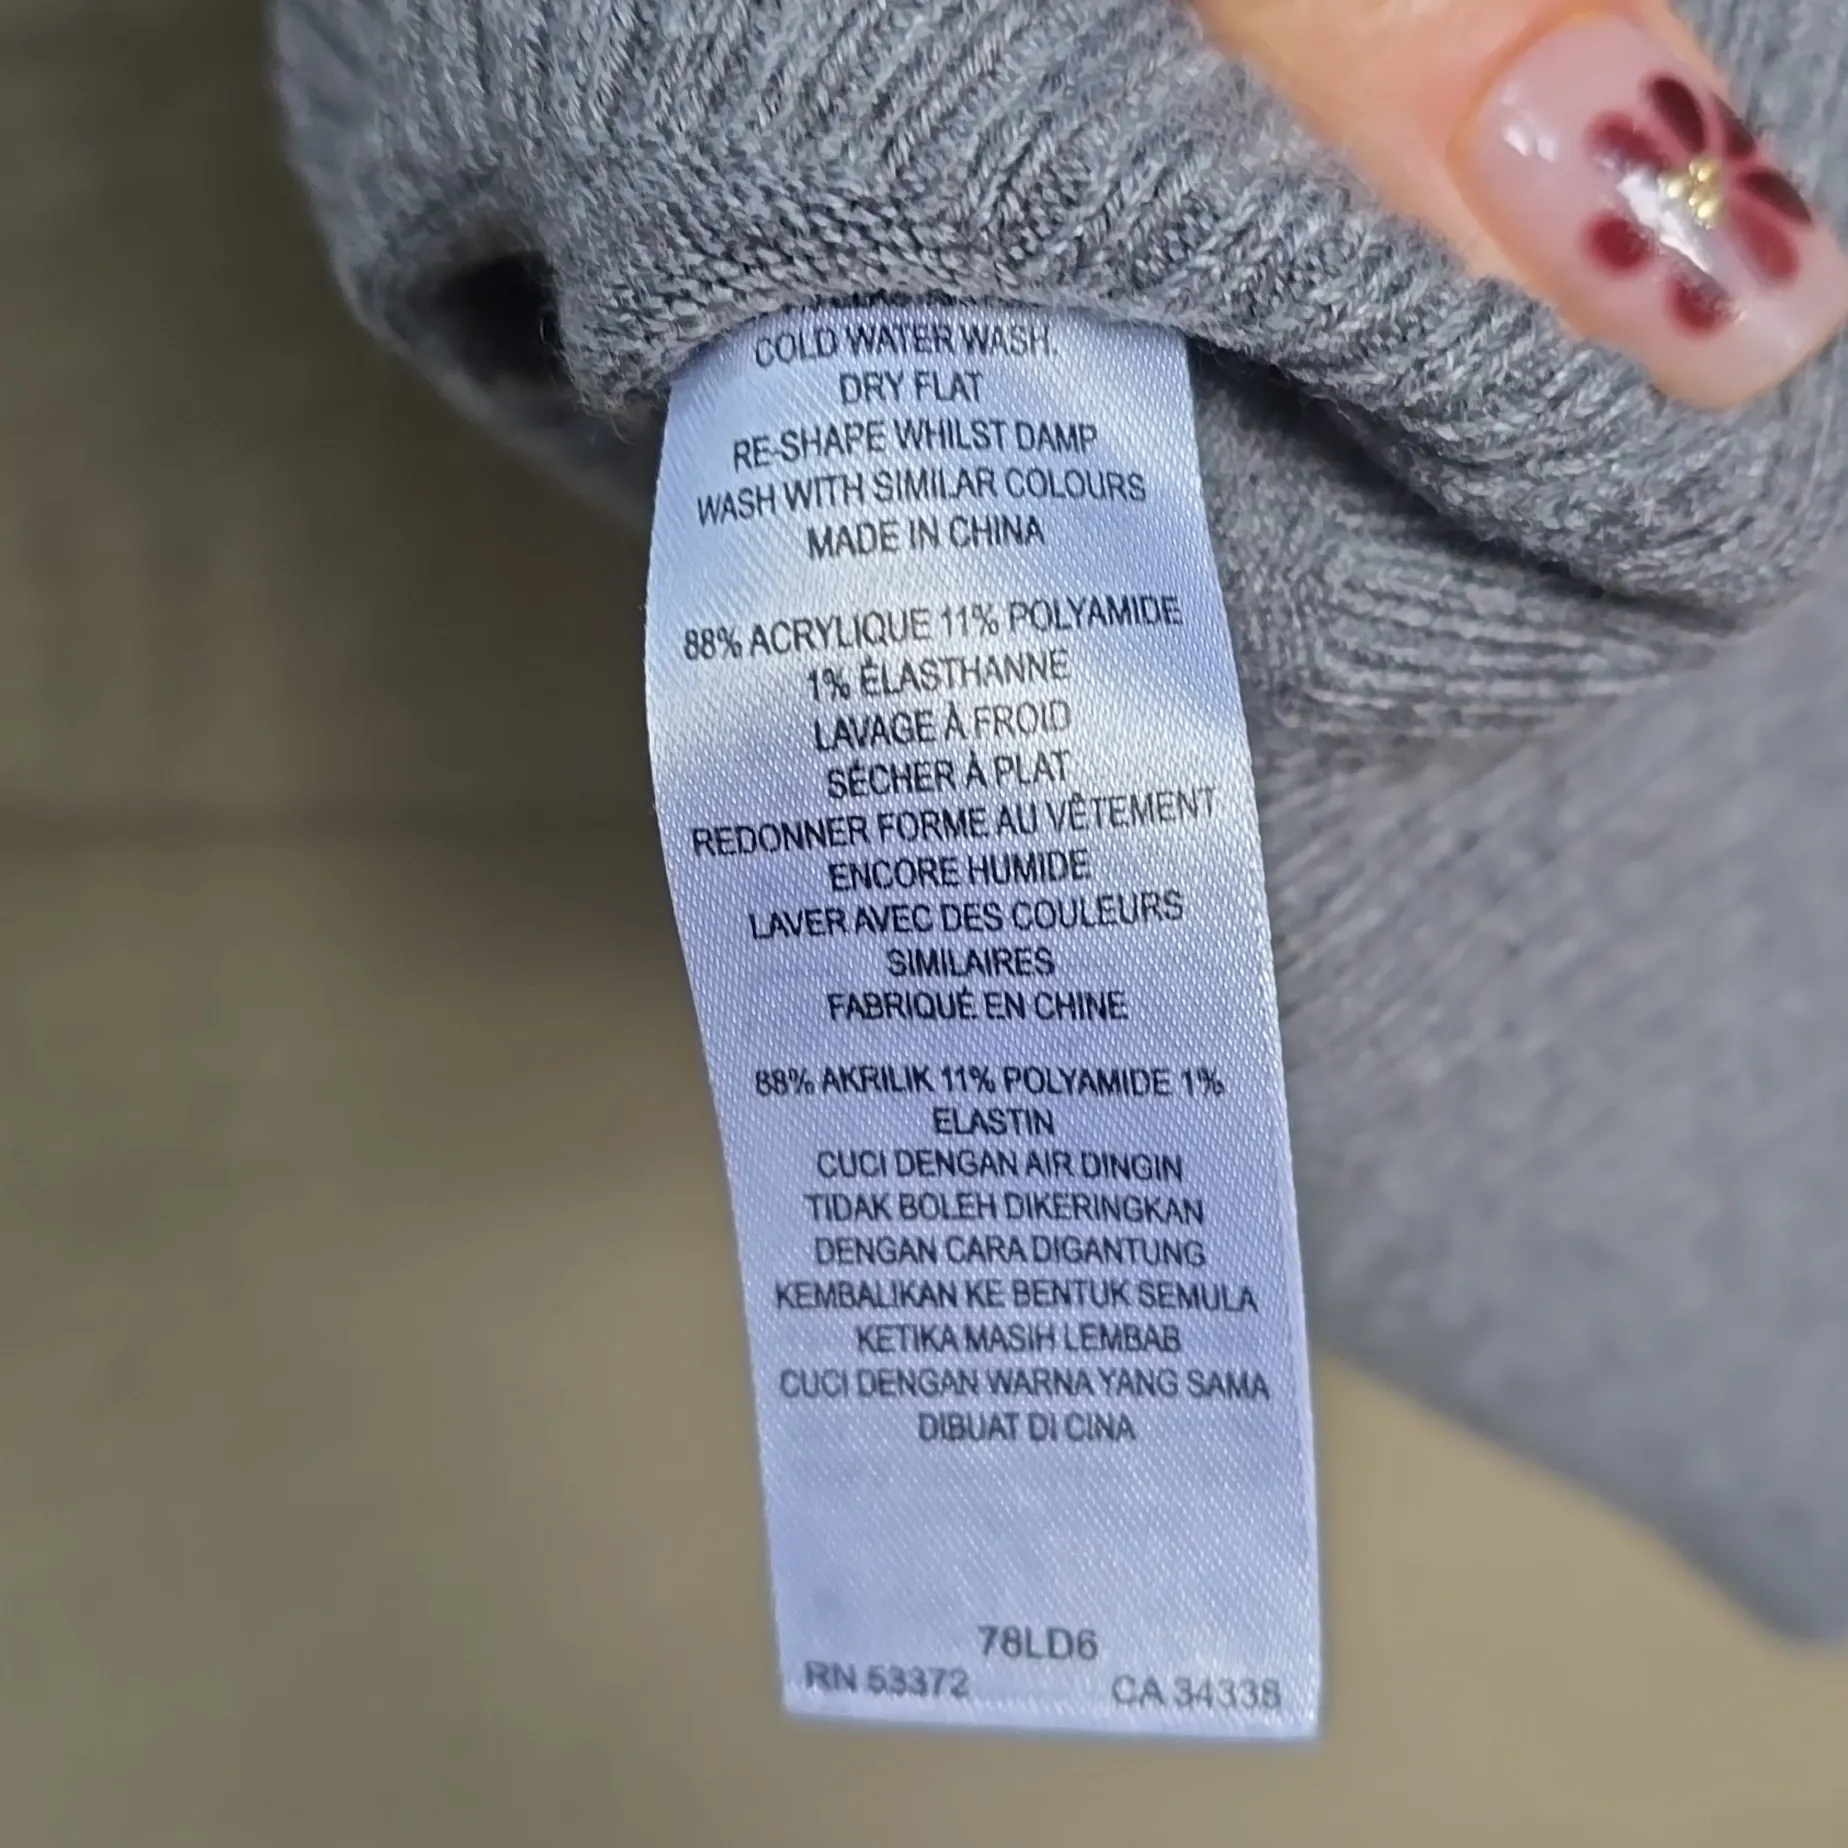 COLD WATER WASH.
DRY FLAT
RE-SHAPE WHILST DAMP
WASH WITH SIMILAR COLOURS
MADE IN CHINA
88% ACRYLIQUE 11% POLYAMIDE
1% ÉLASTHANNE
LAVAGE À FROID
SÉCHER À PLAT
REDONNER FORME AU VÊTEMENT
ENCORE HUMIDE
LAVER AVEC DES COULEURS
SIMILAIRES
FABRIQUÉ EN CHINE
88% AKRILIK 11% POLYAMIDE 1%
ELASTIN
CUCI DENGAN AIR DINGIN
TIDAK BOLEH DIKERINGKAN
DENGAN CARA DIGANTUNG
KEMBALIKAN KE BENTUK SEMULA
KETIKA MASIH LEMBAB
CUCI DENGAN WARNA YANG SAMA
DIBUAT DI CINA
78LD6
RN 53372 CA 34338